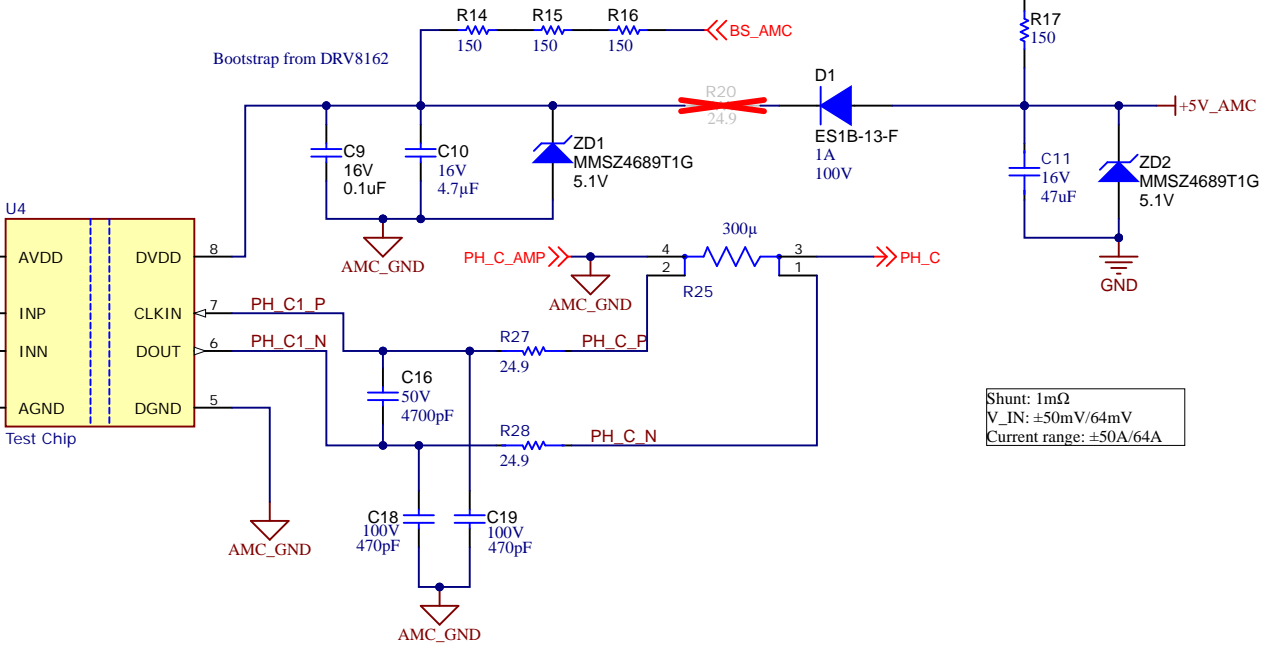 R14
150
R15
150
R16
150
BS_AMC
R17
150
Bootstrap from DRV8162
R20
24.9
D1
ES1B-13-F
1A
100V
+5V_AMC
C9
16V
0.1uF
C10
16V
4.7µF
ZD1
MMSZ4689T1G
5.1V
C11
16V
47uF
ZD2
MMSZ4689T1G
5.1V
GND
AMC_GND
U4
AVDD
INP
INN
AGND
DVDD
CLKIN
DOUT
DGND
8
7
6
5
Test Chip
PH_C1_P
PH_C1_N
AMC_GND
PH_C_AMP
AMC_GND
300µ
4
2
3
1
R25
PH_C
R27
24.9
PH_C_P
C16
50V
4700pF
R28
24.9
PH_C_N
C18
100V
470pF
C19
100V
470pF
AMC_GND
Shunt: 1mΩ
V_IN: ±50mV/64mV
Current range: ±50A/64A